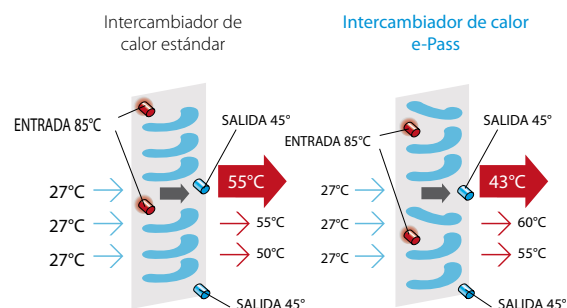 Intercambiador de
calor estándar
ENTRADA 85°C
SALIDA 45°
27°C
55°C
27°C
55°C
27°C
50°C
SALIDA 45°
Intercambiador de calor
e-Pass
ENTRADA 85°C
SALIDA 45°
27°C
43°C
27°C
60°C
27°C
55°C
SALIDA 45°